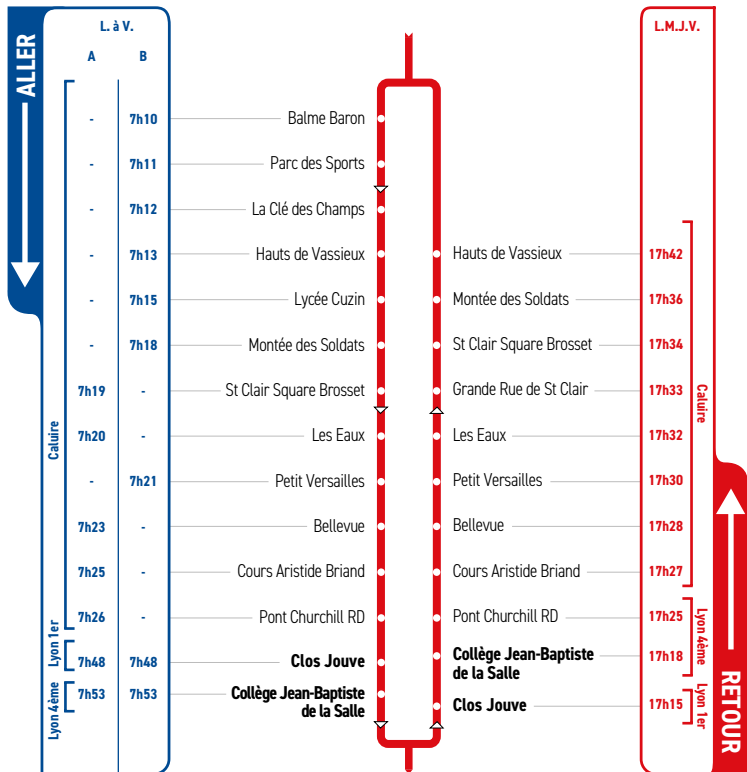 ALLER
L. à V.
A B
- 7h10 Balme Baron
- 7h11 Parc des Sports
- 7h12 La Clé des Champs
- 7h13 Hauts de Vassieux
- 7h15 Lycée Cuzin
- 7h18 Montée des Soldats
7h19 - St Clair Square Brosset
7h20 - Les Eaux
- 7h21 Petit Versailles
7h23 - Bellevue
7h25 - Cours Aristide Briand
7h26 - Pont Churchill RD
7h48 7h48 Clos Jouve
7h53 7h53 Collège Jean-Baptiste
de la Salle
Caluire
Lyon 1er
Lyon 4ème
L.M.J.V.
Hauts de Vassieux 17h42
Montée des Soldats 17h36
St Clair Square Brosset 17h34
Grande Rue de St Clair 17h33
Les Eaux 17h32
Petit Versailles 17h30
Bellevue 17h28
Cours Aristide Briand 17h27
Pont Churchill RD 17h25
Collège Jean-Baptiste 17h18
de la Salle
Clos Jouve 17h15
Caluire
Lyon 4ème
Lyon 1er
RETOUR